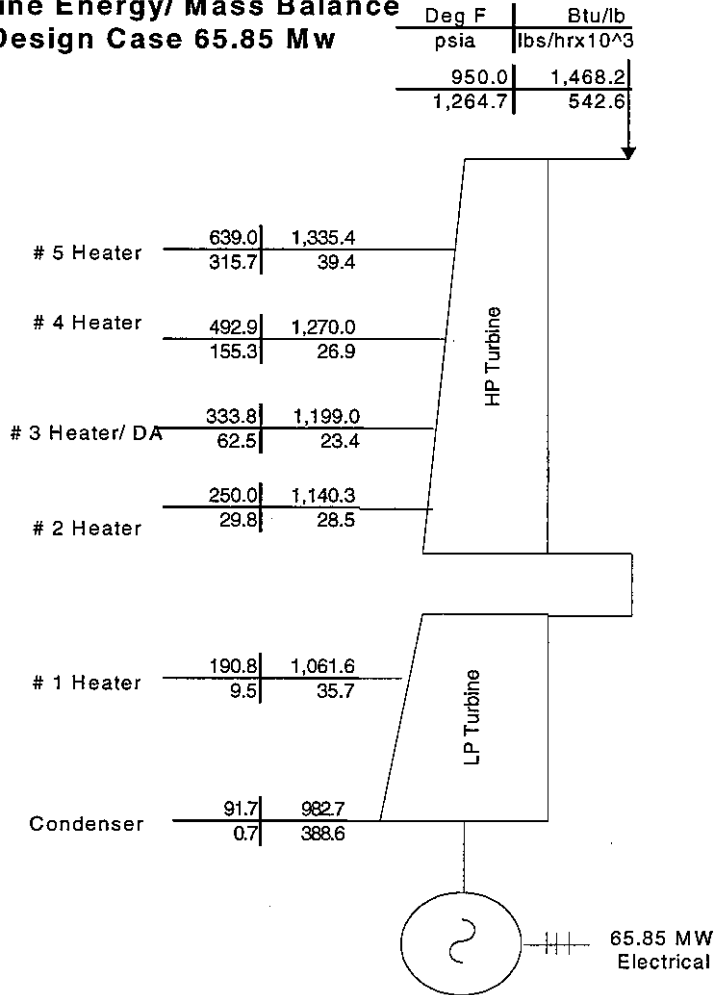 ine Energy/ Mass Balance
Design Case 65.85 Mw
Deg F Btu/lb
psia lbs/hrx10^3
950.0 1,468.2
1,264.7 542.6
# 5 Heater
639.0 1,335.4
315.7 39.4
# 4 Heater
492.9 1,270.0
155.3 26.9
HP Turbine
# 3 Heater/ DA
333.8 1,199.0
62.5 23.4
# 2 Heater
250.0 1,140.3
29.8 28.5
# 1 Heater
190.8 1,061.6
9.5 35.7
LP Turbine
Condenser
91.7 982.7
0.7 388.6
65.85 MW
Electrical